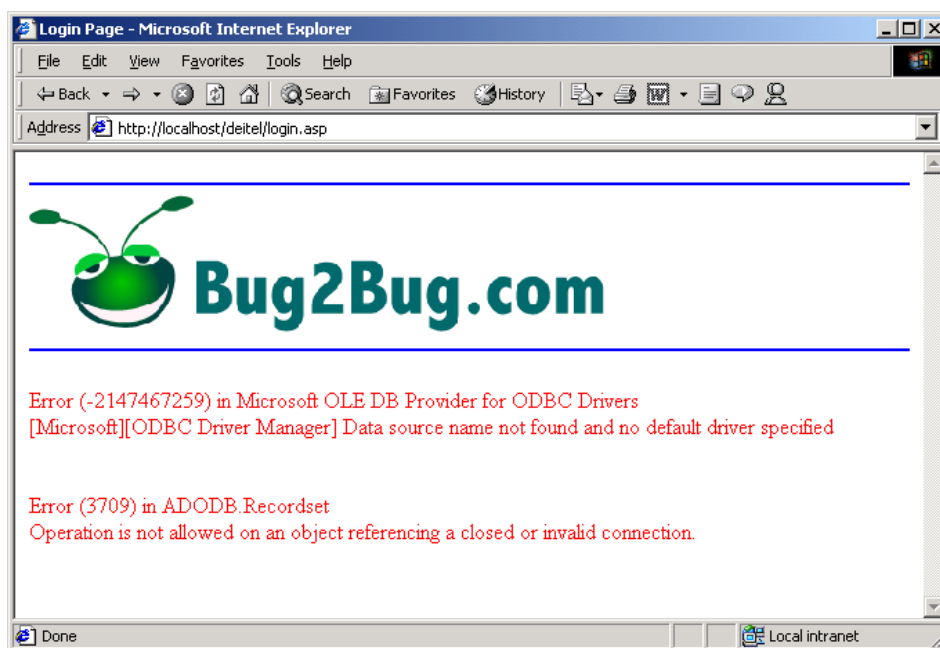 Login Page - Microsoft Internet Explorer
File Edit View Favorites Tools Help
Back Search Favorites History
Address http://localhost/deitel/login.asp
Bug2Bug.com
Error (-2147467259) in Microsoft OLE DB Provider for ODBC Drivers
[Microsoft][ODBC Driver Manager] Data source name not found and no default driver specified
Error (3709) in ADODB.Recordset
Operation is not allowed on an object referencing a closed or invalid connection.
Done Local intranet